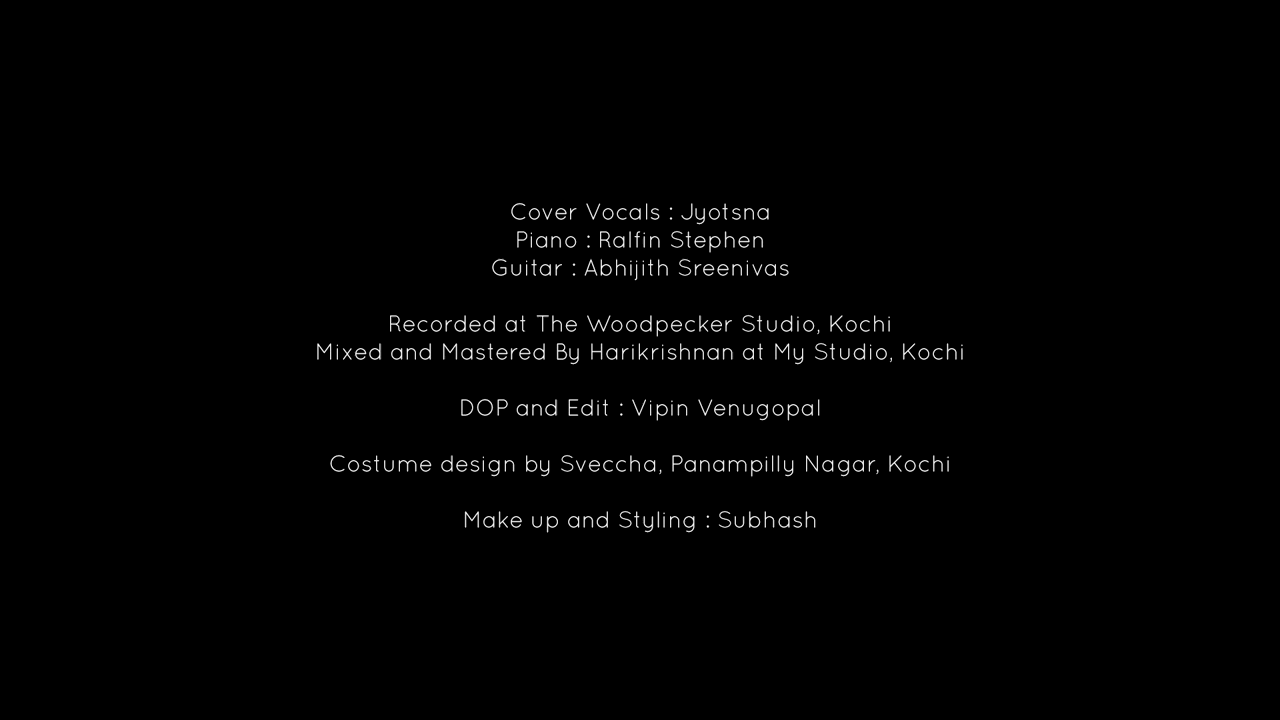 Cover Vocals : Jyotsna
Piano : Ralfin Stephen
Guitar : Abhijith Sreenivas
Recorded at The Woodpecker Studio, Kochi
Mixed and Mastered By Harikrishnan at My Studio, Kochi
DOP and Edit : Vipin Venugopal
Costume design by Sveccha, Panampilly Nagar, Kochi
Make up and Styling : Subhash